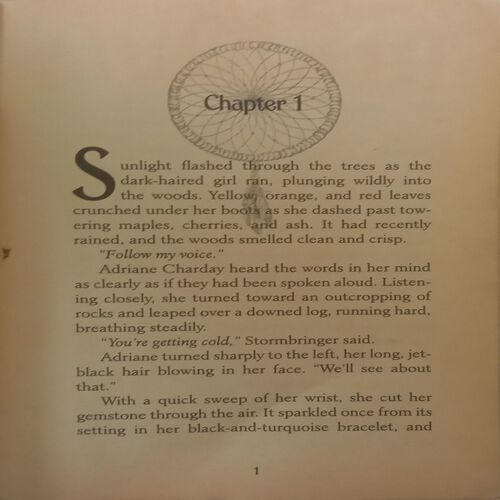 Chapter 1
Sunlight flashed through the trees as the
dark-haired girl ran, plunging wildly into
the woods. Yellow, orange, and red leaves
crunched under her boots as she dashed past tow-
ering maples, cherries, and ash. It had recently
rained, and the woods smelled clean and crisp.
"Follow my voice."
Adriane Charday heard the words in her mind
as clearly as if they had been spoken aloud. Listen-
ing closely, she turned toward an outcropping of
rocks and leaped over a downed log, running hard,
breathing steadily.
"You're getting cold," Stormbringer said.
Adriane turned sharply to the left, her long, jet-
black hair blowing in her face. "We'll see about
that."
With a quick sweep of her wrist, she cut her
gemstone through the air. It sparkled once from its
setting in her black-and-turquoise bracelet, and
1